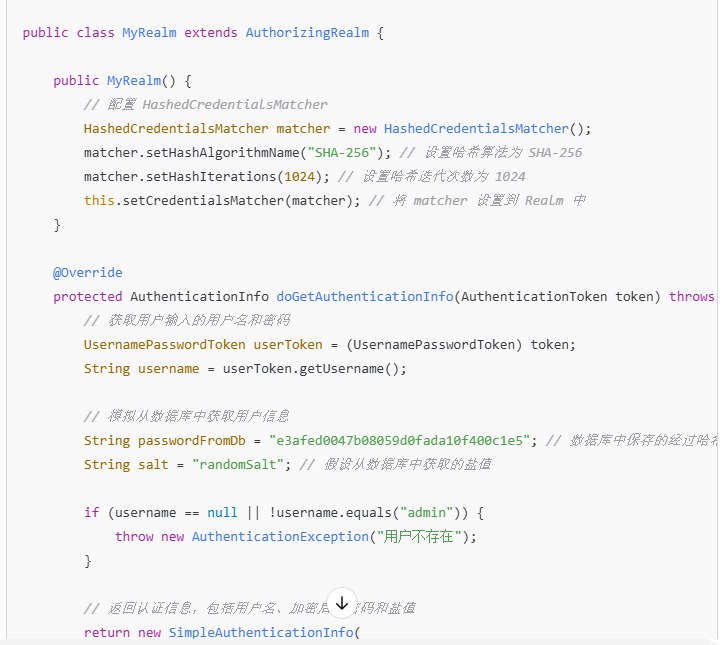 public class MyRealm extends AuthorizingRealm {
public MyRealm() {
// 配置 HashedCredentialsMatcher
HashedCredentialsMatcher matcher = new HashedCredentialsMatcher();
matcher.setHashAlgorithmName("SHA-256"); // 设置哈希算法为 SHA-256
matcher.setHashIterations(1024); // 设置哈希迭代次数为 1024
this.setCredentialsMatcher(matcher); // 将 matcher 设置到 Realm 中
}
@Override
protected AuthenticationInfo doGetAuthenticationInfo(AuthenticationToken token) throws
// 获取用户输入的用户名和密码
UsernamePasswordToken userToken = (UsernamePasswordToken) token;
String username = userToken.getUsername();
// 模拟从数据库中获取用户信息
String passwordFromDb = "e3afed0047b08059d0fada10f400c1e5"; // 数据库中保存的经过哈
String salt = "randomSalt"; // 假设从数据库中获取的盐值
if (username == null || !username.equals("admin")) {
throw new AuthenticationException("用户不存在");
}
// 返回认证信息，包括用户名、加密 密码和盐值
return new SimpleAuthenticationInfo(